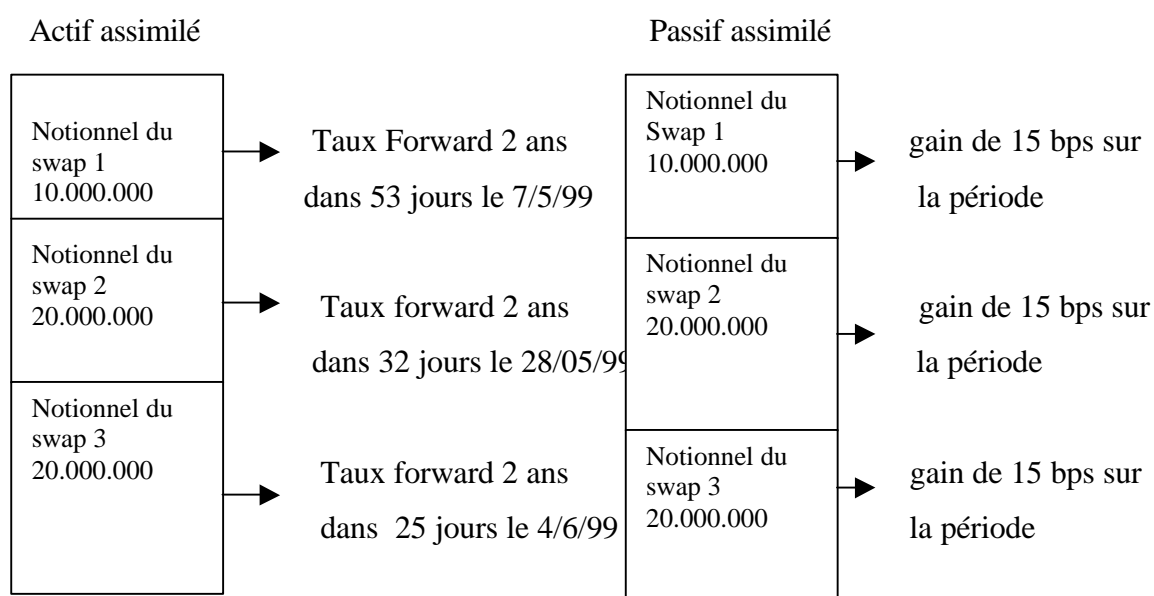 Actif assimilé
Passif assimilé
Notionnel du
swap 1
10.000.000
Taux Forward 2 ans
dans 53 jours le 7/5/99
Notionnel du
Swap 1
10.000.000
gain de 15 bps sur
la période
Notionnel du
swap 2
20.000.000
Taux forward 2 ans
dans 32 jours le 28/05/99
Notionnel du
swap 2
20.000.000
gain de 15 bps sur
la période
Notionnel du
swap 3
20.000.000
Taux forward 2 ans
dans 25 jours le 4/6/99
Notionnel du
swap 3
20.000.000
gain de 15 bps sur
la période